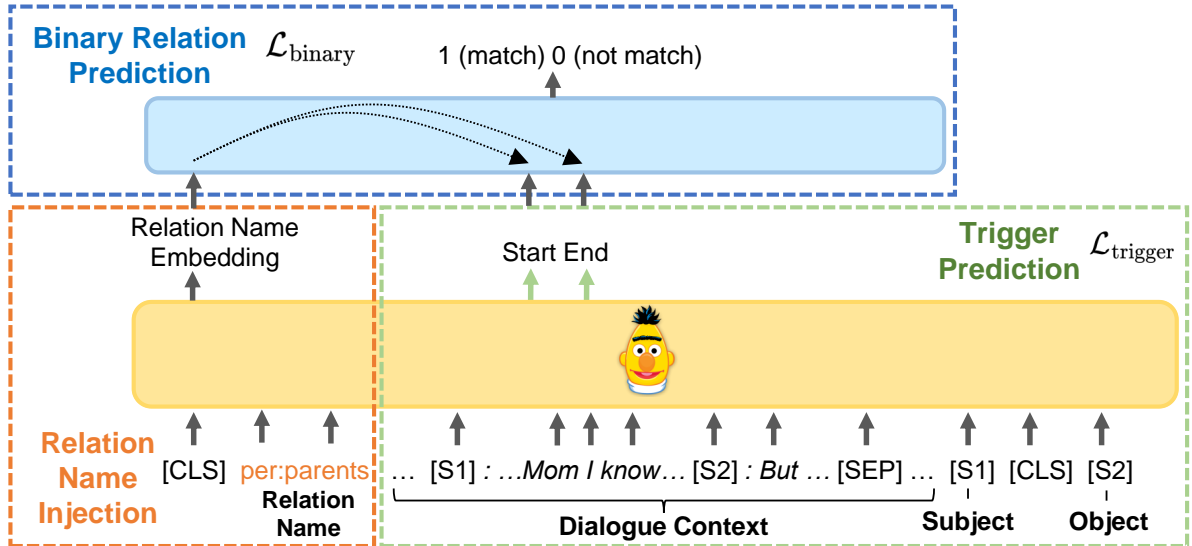 Binary Relation
Prediction
ℒbinary
1 (match) 0 (not match)
Relation Name
Embedding
Start End
Trigger
Prediction
ℒtrigger
Relation
Name
Injection
[CLS] per:parents
Relation
Name
... [S1] : ...Mom I know... [S2] : But ... [SEP] ... [S1] [CLS] [S2]
Dialogue Context
Subject
Object